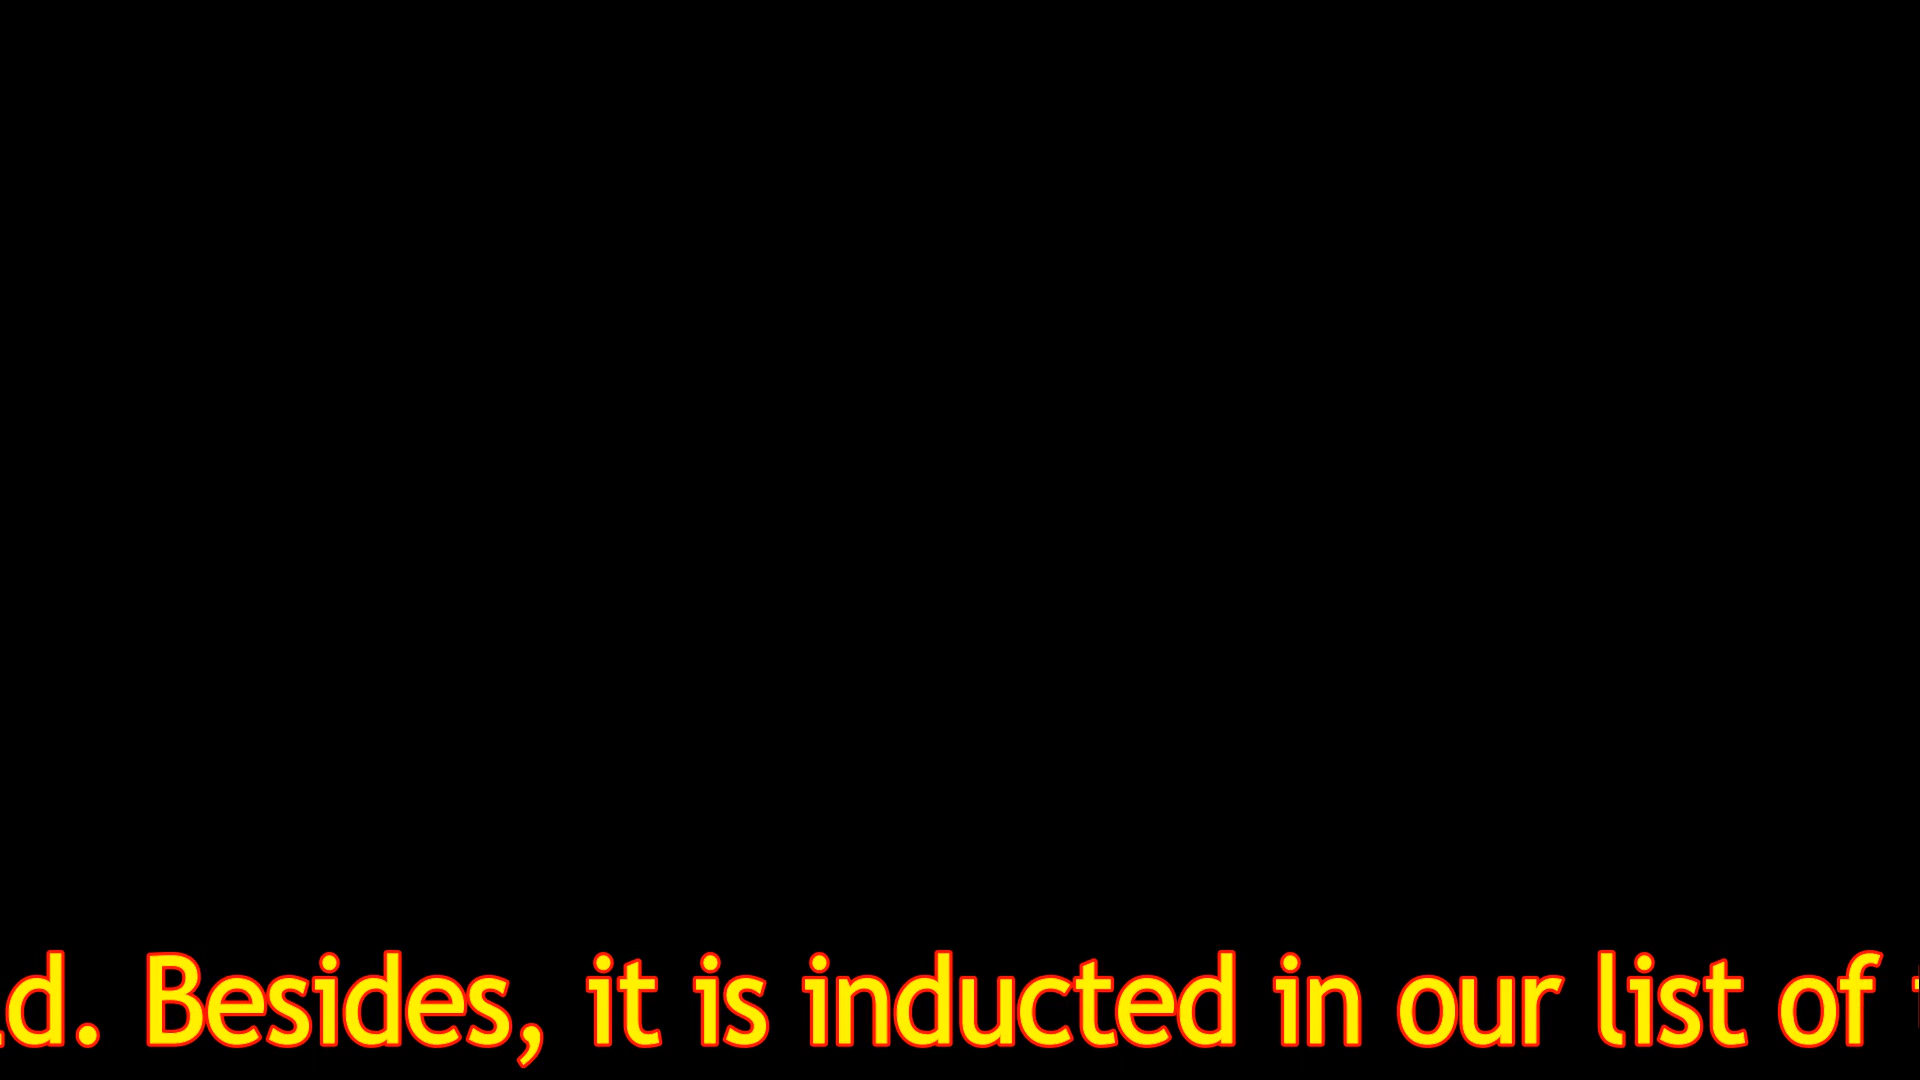 d. Besides, it is inducted in our list of